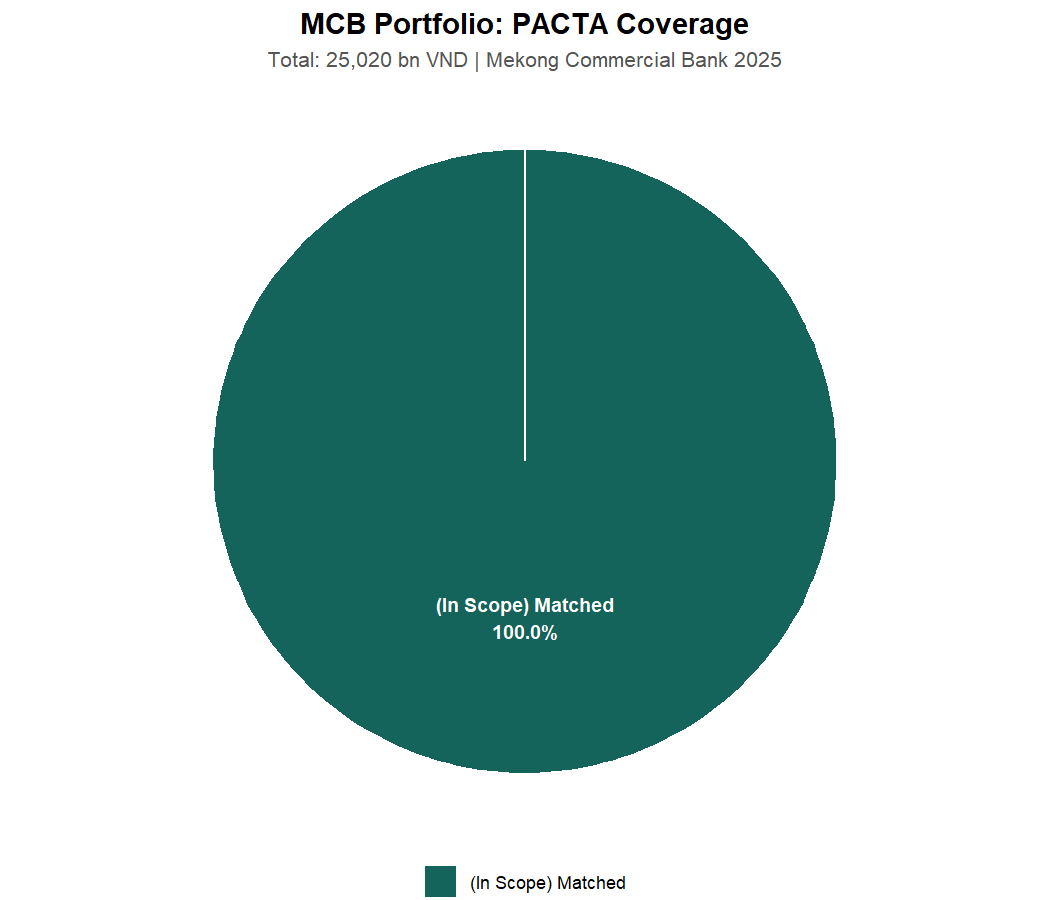 MCB Portfolio: PACTA Coverage
Total: 25,020 bn VND | Mekong Commercial Bank 2025
(In Scope) Matched
100.0%
(In Scope) Matched